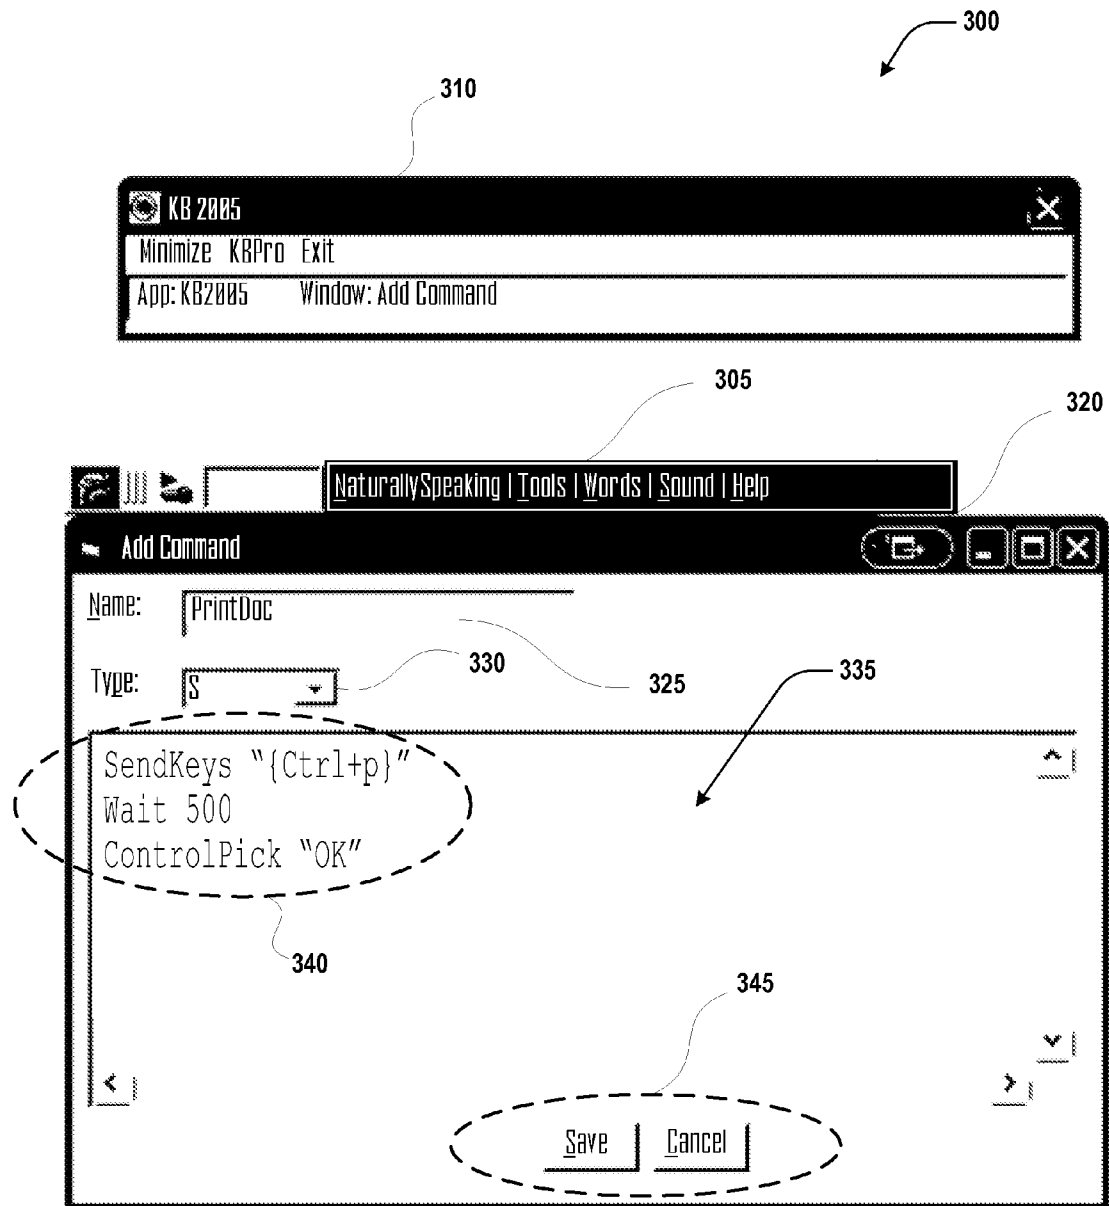 300
310
KB 2005
Minimize KBPro Exit
App: KB2005 Window: Add Command
305
320
NaturallySpeaking | Tools | Words | Sound | Help
Add Command
Name: PrintDoc
330
325
335
Type: S
SendKeys “{Ctrl+p}”
Wait 500
ControlPick “OK”
340
345
Save Cancel